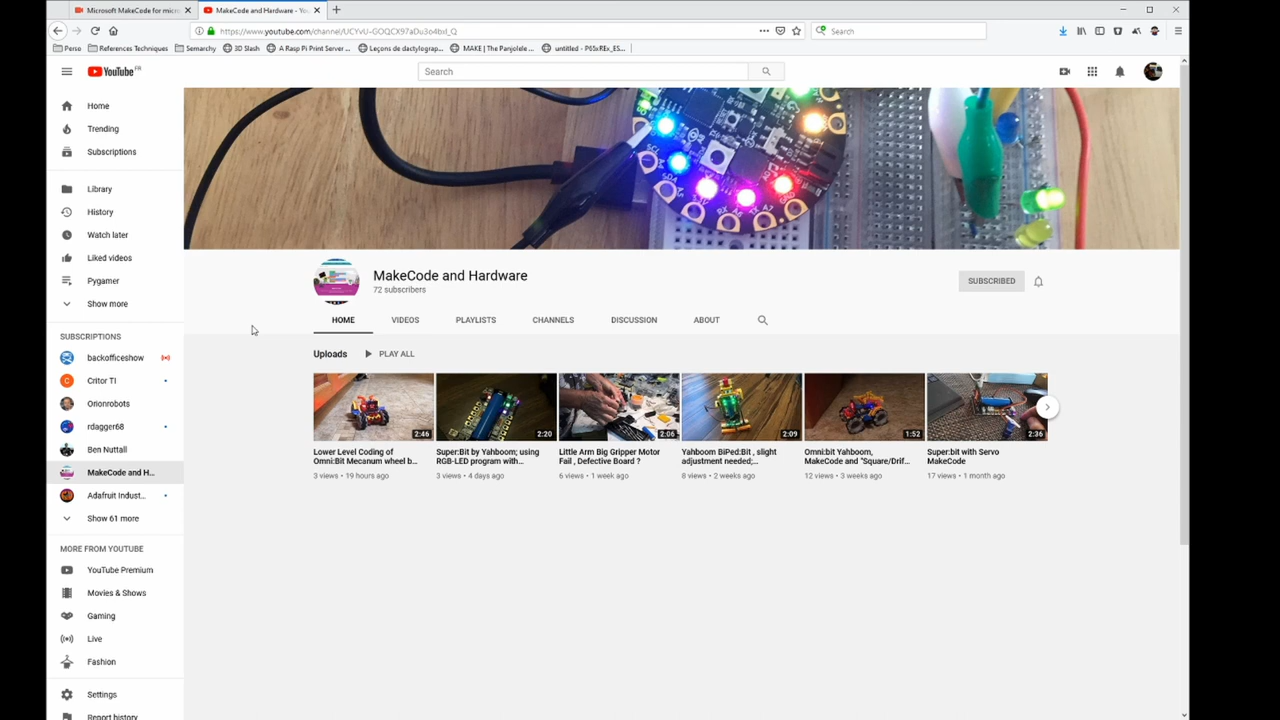 Microsoft MakeCode for micr
MakeCode and Hardware - Yo
https://www.youtube.com/channel/
Search
Perso
References Techniques
Semarchy
3D Slash
A Rasp Pi Print Server ...
Leçons de dactylograp...
MAKE | The Panjolele ...
untitled - P65xREx_ES...
YouTube FR
Search
Home
Trending
Subscriptions
Library
History
Watch later
Liked videos
Pygamer
Show more
SUBSCRIPTIONS
backofficeshow
Critor TI
Orionrobots
rdagger68
Ben Nuttall
MakeCode and H...
Adafruit Indust...
Show 61 more
MORE FROM YOUTUBE
YouTube Premium
Movies & Shows
Gaming
Live
Fashion
Settings
Report history
MakeCode and Hardware
72 subscribers
SUBSCRIBED
HOME
VIDEOS
PLAYLISTS
CHANNELS
DISCUSSION
ABOUT
Uploads
PLAY ALL
2:46
2:20
2:06
2:09
1:52
2:36
Lower Level Coding of
Omni:Bit Mecanum wheel b...
3 views • 19 hours ago
Super:Bit by Yahboom; using
RGB-LED program with...
3 views • 4 days ago
Little Arm Big Gripper Motor
Fail , Defective Board ?
6 views • 1 week ago
Yahboom BiPed:Bit , slight
adjustment needed;...
8 views • 2 weeks ago
Omni:bit Yahboom,
MakeCode and "Square/Drif...
12 views • 3 weeks ago
Super:bit with Servo
MakeCode
17 views • 1 month ago